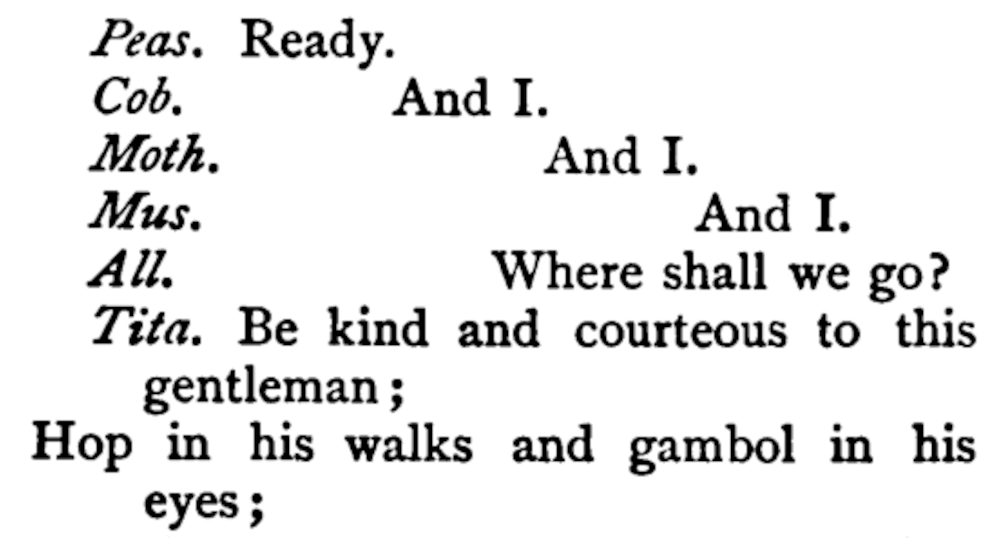 Peas. Ready.
Cob. And I.
Moth. And I.
Mus. And I.
All. Where shall we go?
Tita. Be kind and courteous to this
gentleman;
Hop in his walks and gambol in his
eyes;